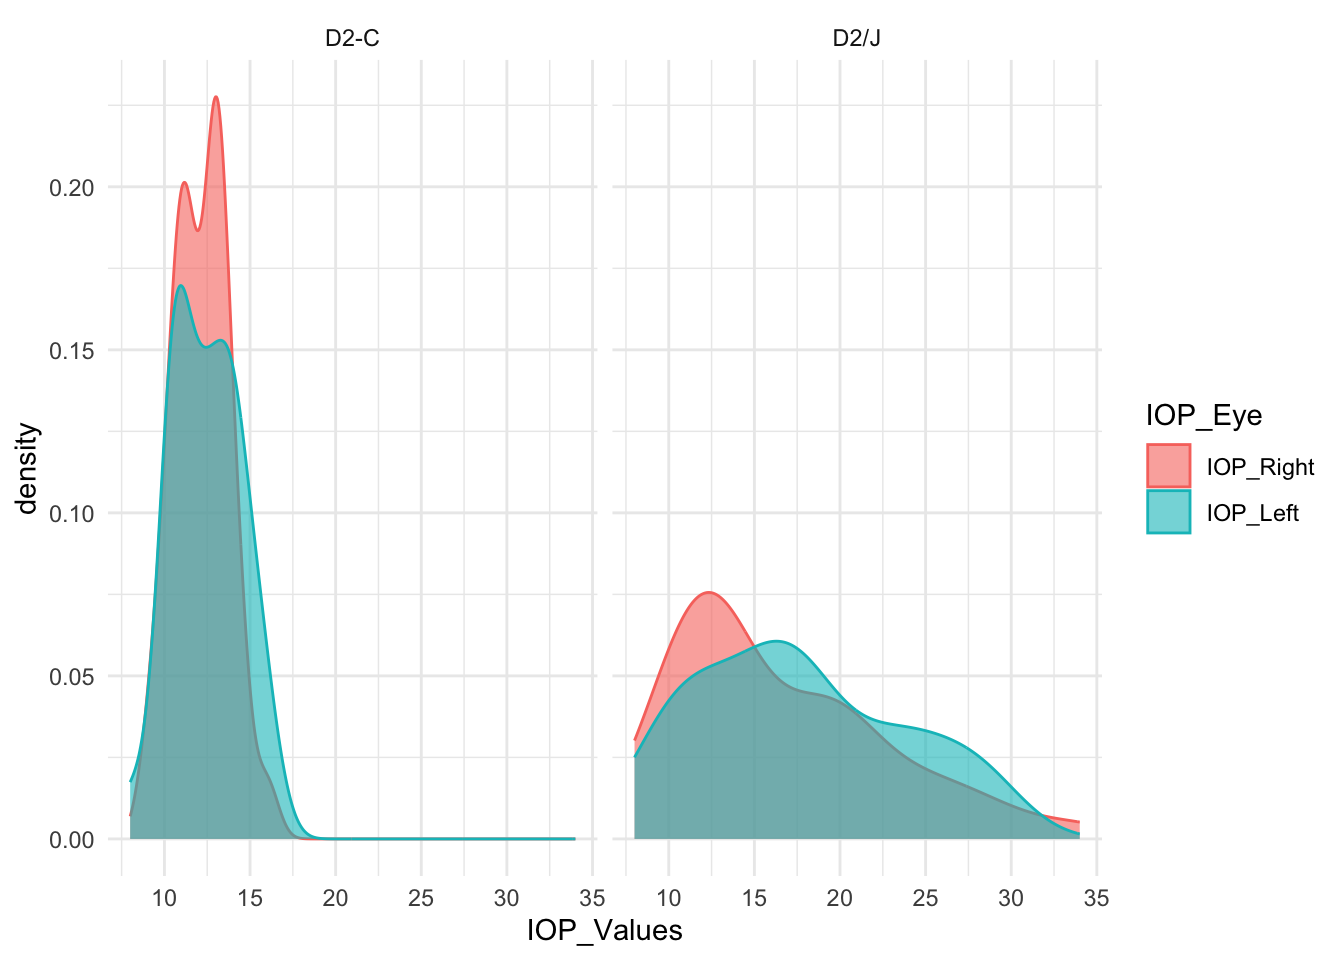 D2-C
D2/J
0.20
0.15
0.10
0.05
0.00
density
10 15 20 25 30 35
10 15 20 25 30 35
IOP_Values
IOP_Eye
IOP_Right
IOP_Left